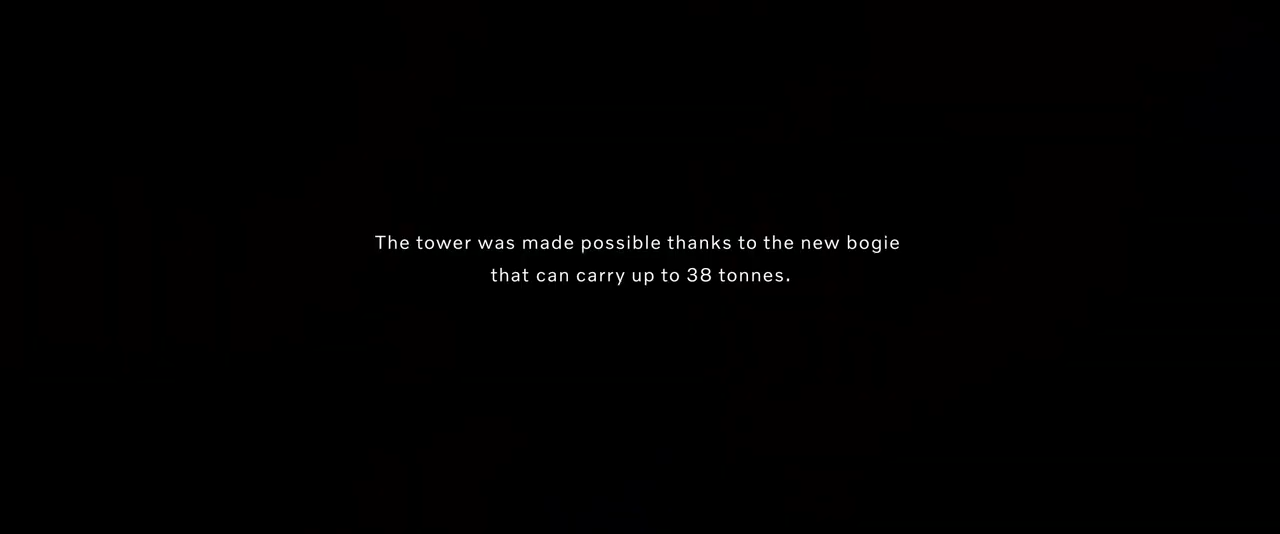 The tower was made possible thanks to the new bogie
that can carry up to 38 tonnes.